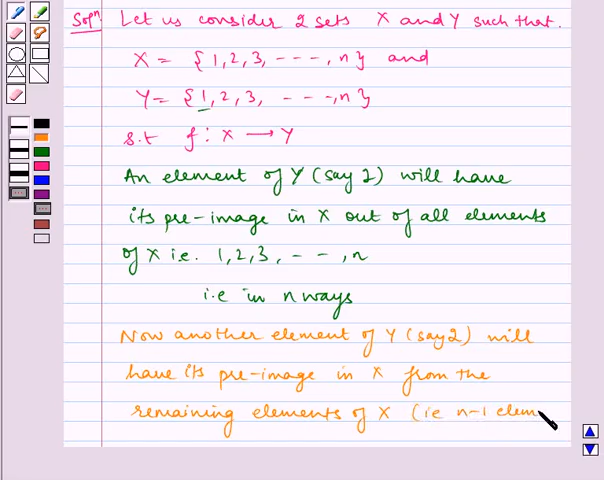 Solⁿ Let us consider 2 sets X and Y such that.
X = {1, 2, 3, ----, n} and
Y = {1, 2, 3, ----, n}
s.t f : X → Y
An element of Y (say 2) will have
its pre-image in X out of all elements
of X i.e. 1, 2, 3, - - -, n
i.e in n ways
Now another element of Y (say 2) will
have its pre-image in X from the
remaining elements of X (ie n-1 elem